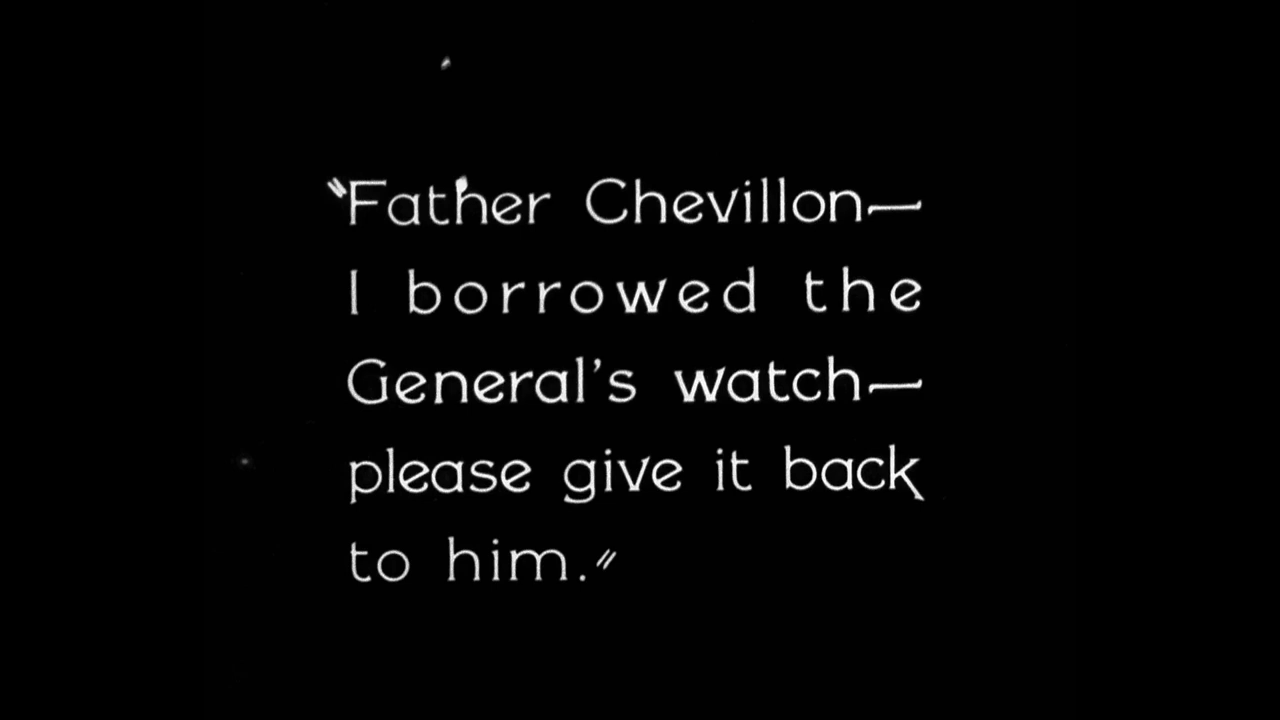 “Father Chevillon—
I borrowed the
General's watch—
please give it back
to him.”